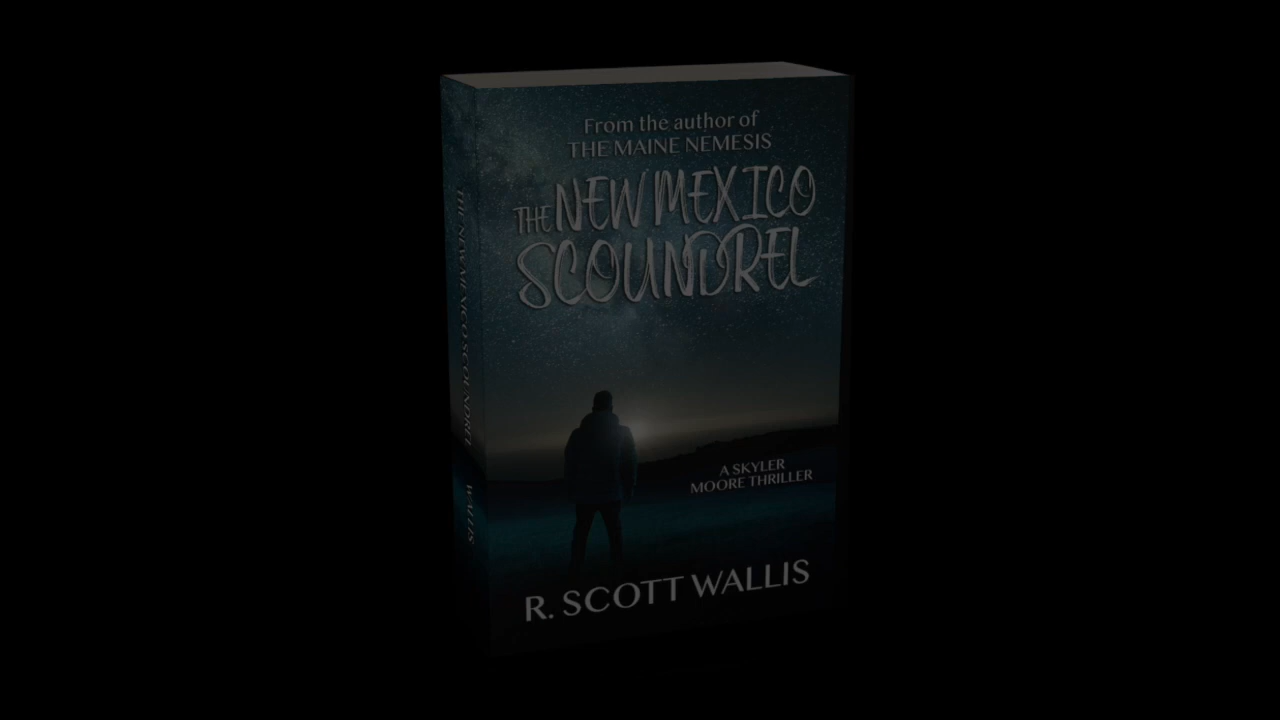 From the author of
THE MAINE NEMESIS
THE NEW MEXICO
SCOUNDREL
A SKYLER
MOORE THRILLER
R. SCOTT WALLIS
THE NEW MEXICO SCOUNDREL WALLIS